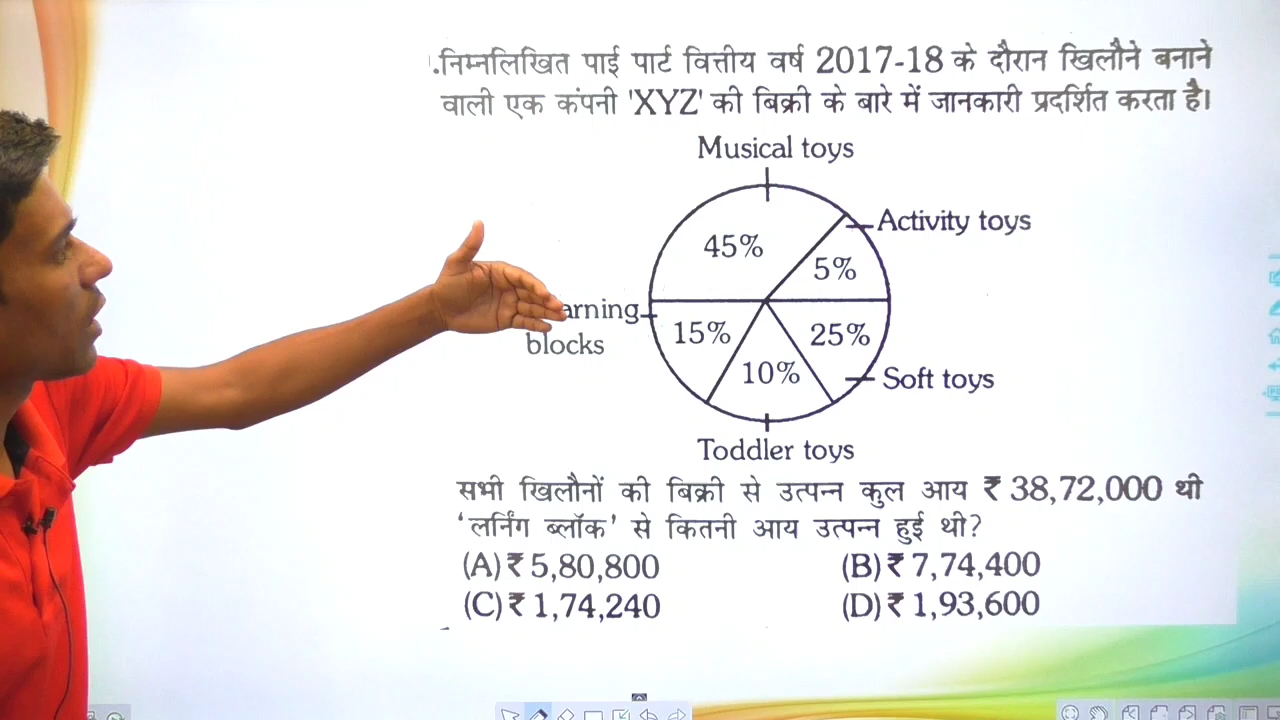 .निम्नलिखित पाई पार्ट वित्तीय वर्ष 2017-18 के दौरान खिलौने बनाने
वाली एक कंपनी 'XYZ' की बिक्री के बारे में जानकारी प्रदर्शित करता है।
Musical toys
Activity toys
45%
5%
arning
15%
25%
blocks
10%
Soft toys
Toddler toys
सभी खिलौनों की बिक्री से उत्पन्न कुल आय ₹ 38,72,000 थी
‘लर्निंग ब्लॉक’ से कितनी आय उत्पन्न हुई थी?
(A) ₹ 5,80,800 (B) ₹ 7,74,400
(C) ₹ 1,74,240 (D) ₹ 1,93,600